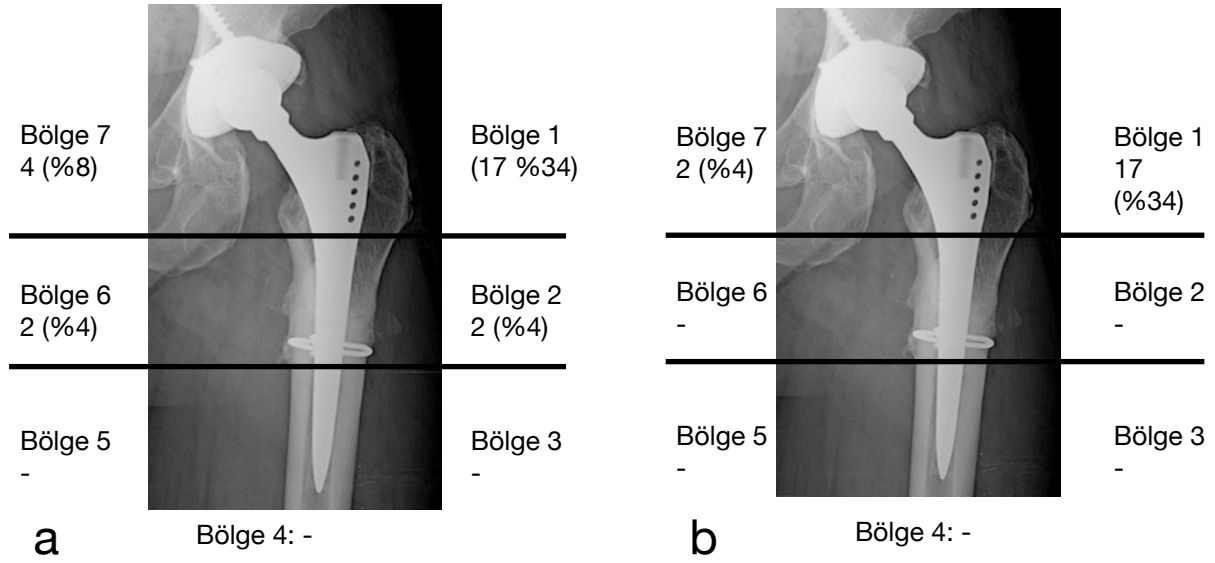 Bölge 7
4 (%8)
Bölge 1
(17 %34)
Bölge 6
2 (%4)
Bölge 2
2 (%4)
Bölge 5
-
Bölge 3
-
a
Bölge 4: -
Bölge 7
2 (%4)
Bölge 1
17
(%34)
Bölge 6
-
Bölge 2
-
Bölge 5
-
Bölge 3
-
b
Bölge 4: -